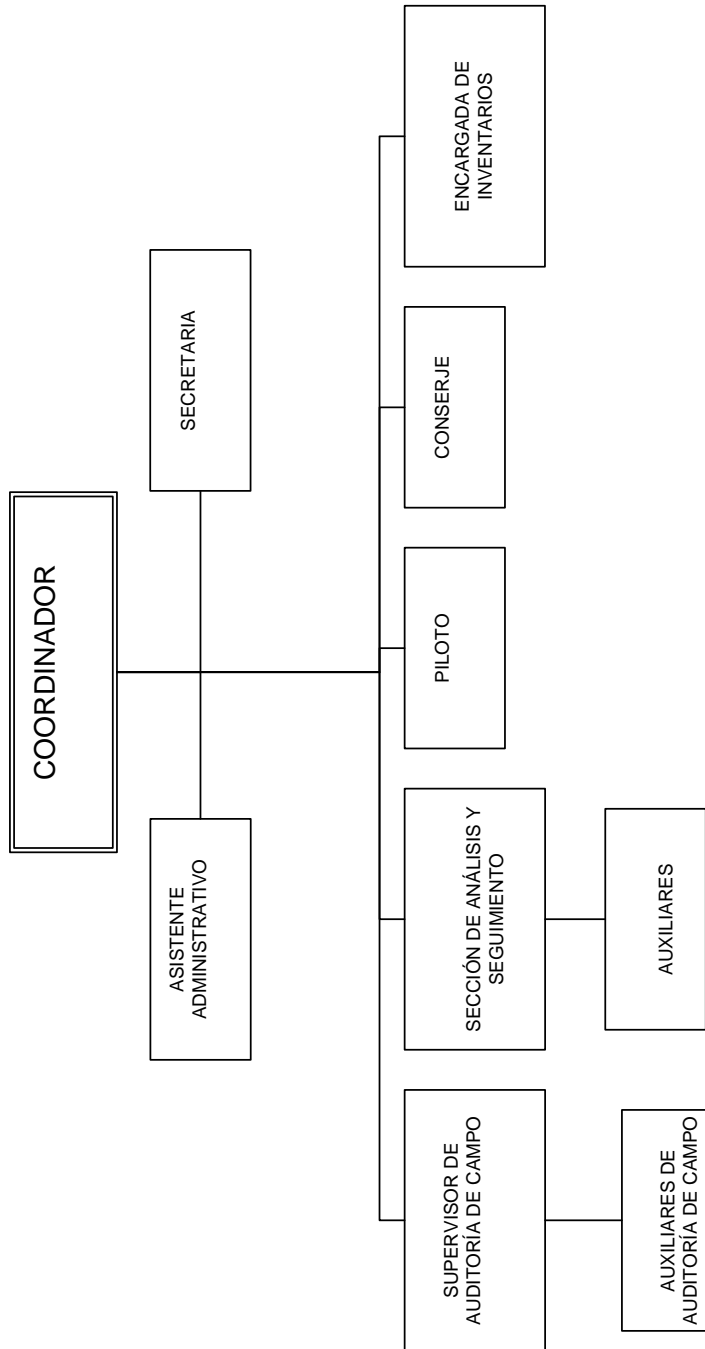 COORDINADOR
ASISTENTE
ADMINISTRATIVO
SECRETARIA
SUPERVISOR DE
AUDITORÍA DE CAMPO
SECCIÓN DE ANÁLISIS Y
SEGUIMIENTO
PILOTO
CONSERJE
ENCARGADA DE
INVENTARIOS
AUXILIARES DE
AUDITORÍA DE CAMPO
AUXILIARES